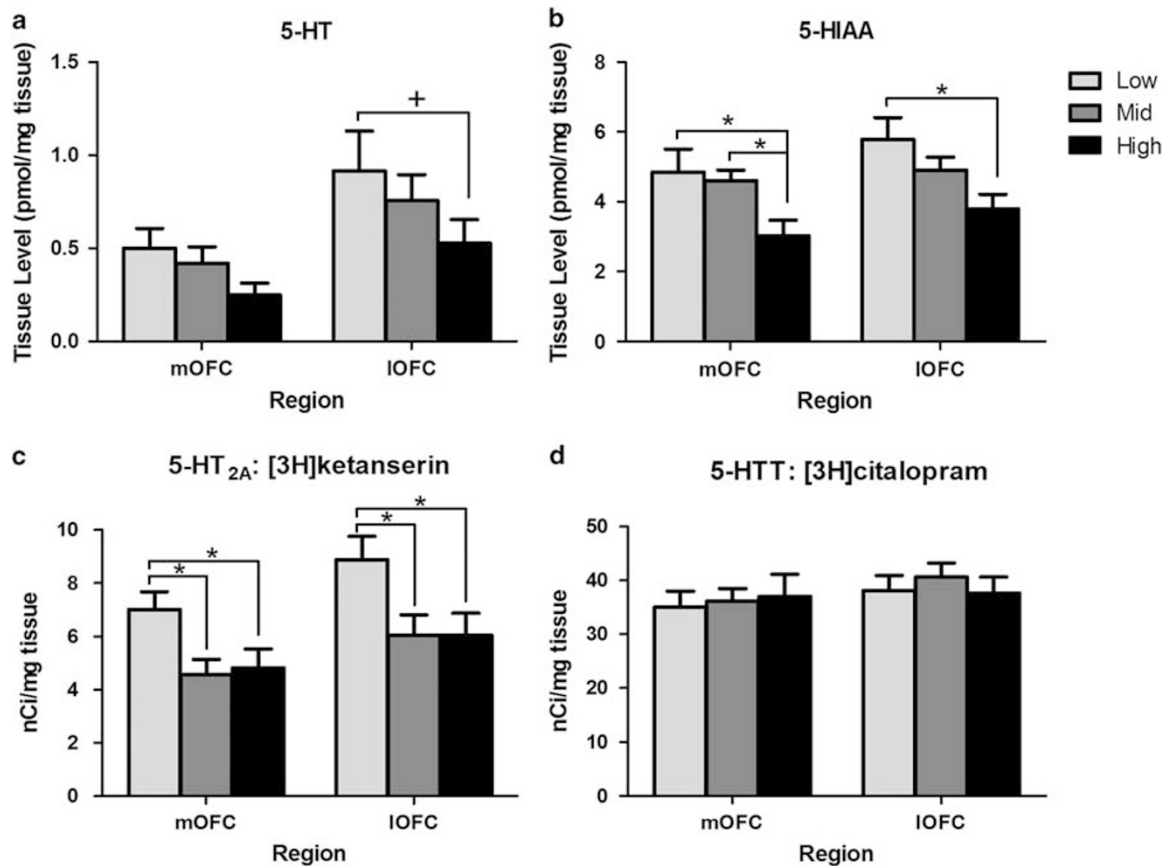 a
5-HT
Tissue Level (pmol/mg tissue)
1.5
1.0
0.5
0.0
+
mOFC
lOFC
Region
b
5-HIAA
Tissue Level (pmol/mg tissue)
8
6
4
2
0
*
*
*
mOFC
lOFC
Region
Low
Mid
High
c
5-HT2A: [3H]ketanserin
nCi/mg tissue
10
8
6
4
2
0
*
*
*
*
mOFC
lOFC
Region
d
5-HTT: [3H]citalopram
nCi/mg tissue
50
40
30
20
10
0
mOFC
lOFC
Region